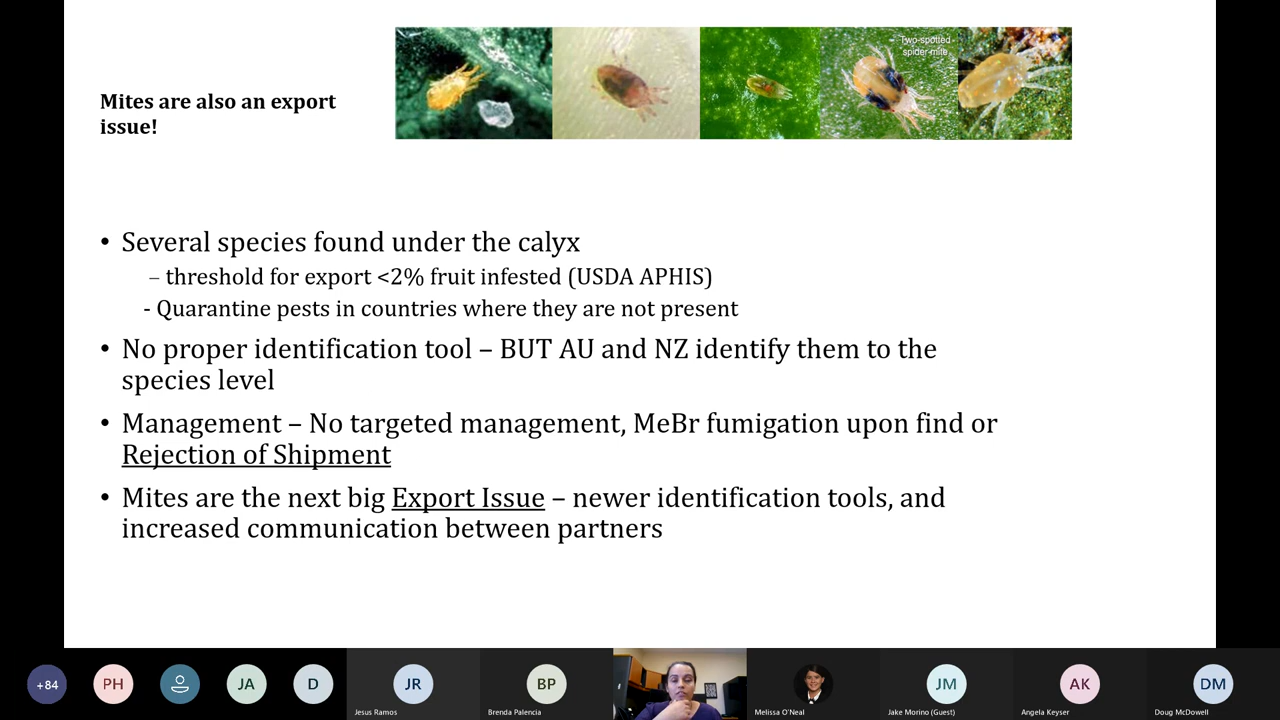 Two-spotted
spider mite
Mites are also an export
issue!
• Several species found under the calyx
– threshold for export <2% fruit infested (USDA APHIS)
- Quarantine pests in countries where they are not present
• No proper identification tool – BUT AU and NZ identify them to the
species level
• Management – No targeted management, MeBr fumigation upon find or
Rejection of Shipment
• Mites are the next big Export Issue – newer identification tools, and
increased communication between partners
+84
PH
JA
D
JR
Jesus Ramos
BP
Brenda Palencia
Melissa O'Neal
JM
Jake Morino (Guest)
AK
Angela Keyser
DM
Doug McDowell